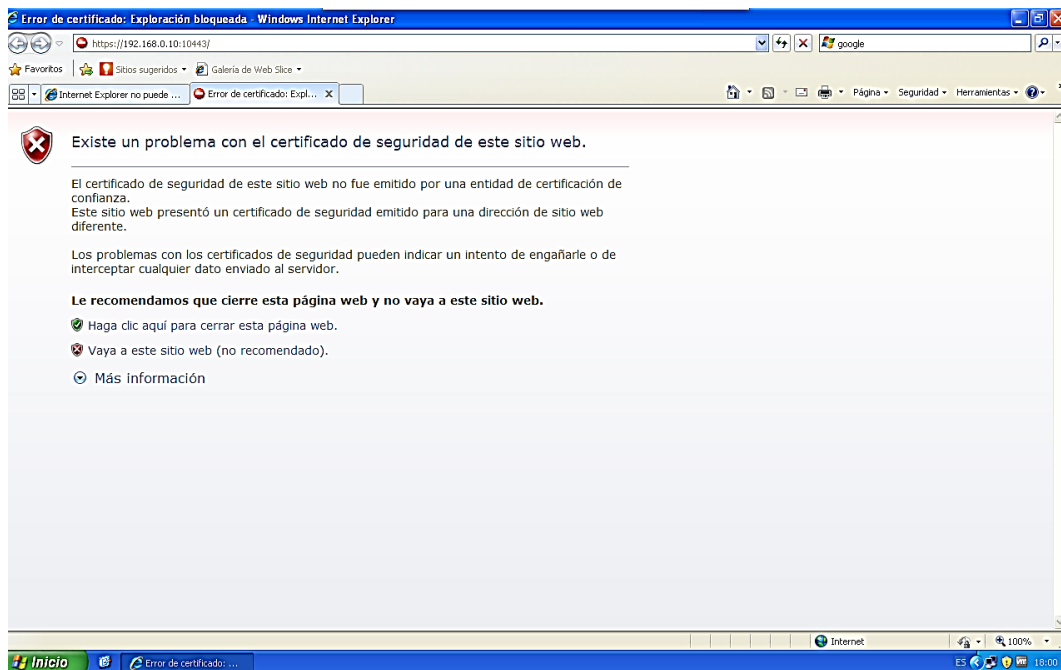 Error de certificado: Exploración bloqueada - Windows Internet Explorer
https://192.168.0.10:10443/
google
Favoritos
Sitios sugeridos
Galería de Web Slice
Internet Explorer no puede ...
Error de certificado: Expl... X
Página
Seguridad
Herramientas
Existe un problema con el certificado de seguridad de este sitio web.
El certificado de seguridad de este sitio web no fue emitido por una entidad de certificación de
confianza.
Este sitio web presentó un certificado de seguridad emitido para una dirección de sitio web
diferente.
Los problemas con los certificados de seguridad pueden indicar un intento de engañarle o de
interceptar cualquier dato enviado al servidor.
Le recomendamos que cierre esta página web y no vaya a este sitio web.
Haga clic aquí para cerrar esta página web.
Vaya a este sitio web (no recomendado).
Más información
Internet
100%
Inicio
Error de certificado: ...
ES
18:00